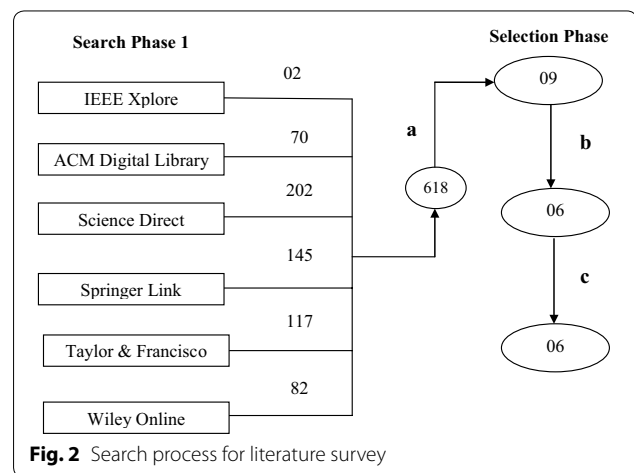 Search Phase 1
Selection Phase
02
IEEE Xplore
70
ACM Digital Library
202
Science Direct
145
Springer Link
117
Taylor & Francisco
82
Wiley Online
618
a
09
b
06
c
06
Fig. 2 Search process for literature survey